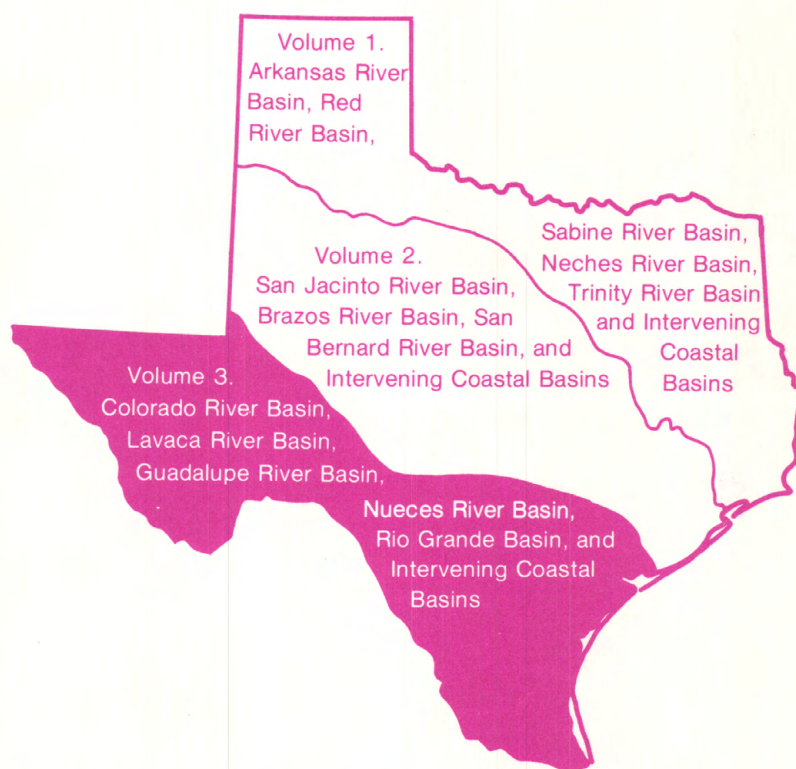 Volume 1.
Arkansas River
Basin, Red
River Basin,
Sabine River Basin,
Neches River Basin,
Trinity River Basin
and Intervening
Coastal
Basins
Volume 2.
San Jacinto River Basin,
Brazos River Basin, San
Bernard River Basin, and
Intervening Coastal Basins
Volume 3.
Colorado River Basin,
Lavaca River Basin,
Guadalupe River Basin,
Nueces River Basin,
Rio Grande Basin, and
Intervening Coastal
Basins